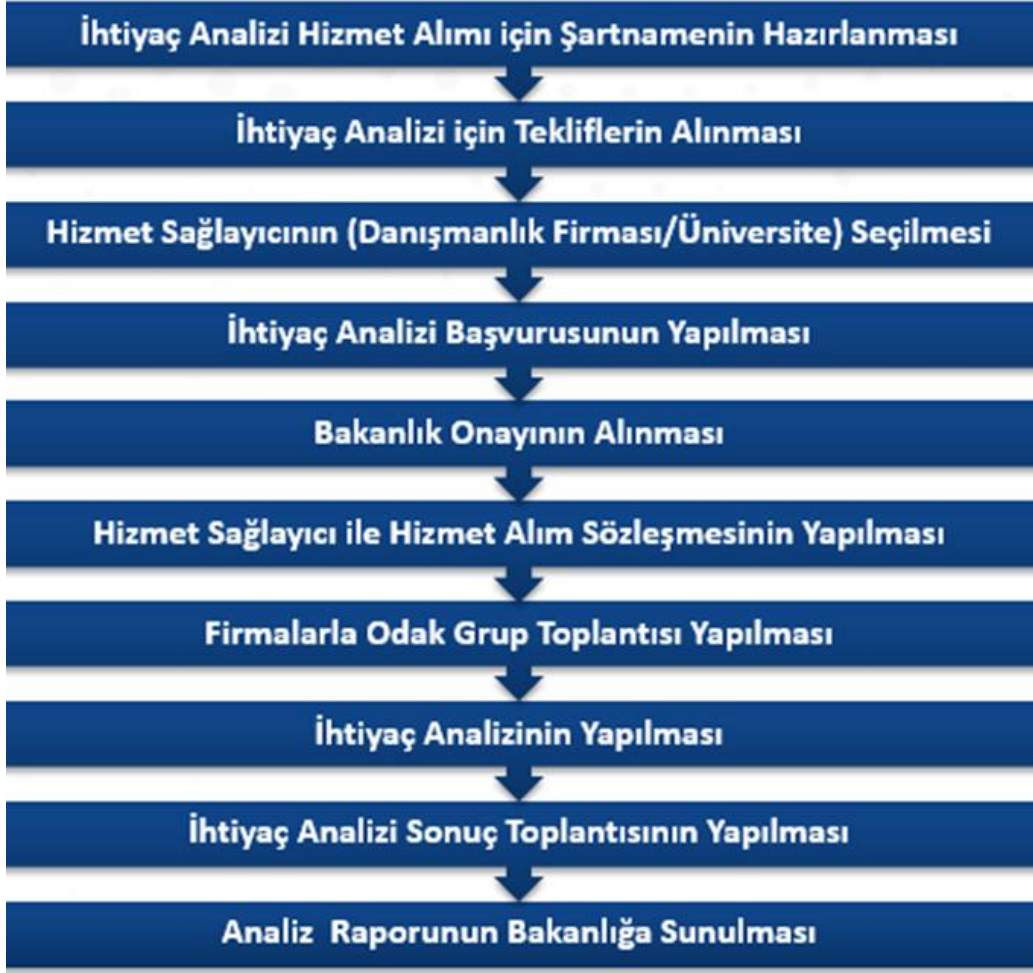 İhtiyaç Analizi Hizmet Alımı için Şartnamenin Hazırlanması
İhtiyaç Analizi için Tekliflerin Alınması
Hizmet Sağlayıcının (Danışmanlık Firması/Üniversite) Seçilmesi
İhtiyaç Analizi Başvurusunun Yapılması
Bakanlık Onayının Alınması
Hizmet Sağlayıcı ile Hizmet Alım Sözleşmesinin Yapılması
Firmalarla Odak Grup Toplantısı Yapılması
İhtiyaç Analizinin Yapılması
İhtiyaç Analizi Sonuç Toplantısının Yapılması
Analiz Raporunun Bakanlığa Sunulması